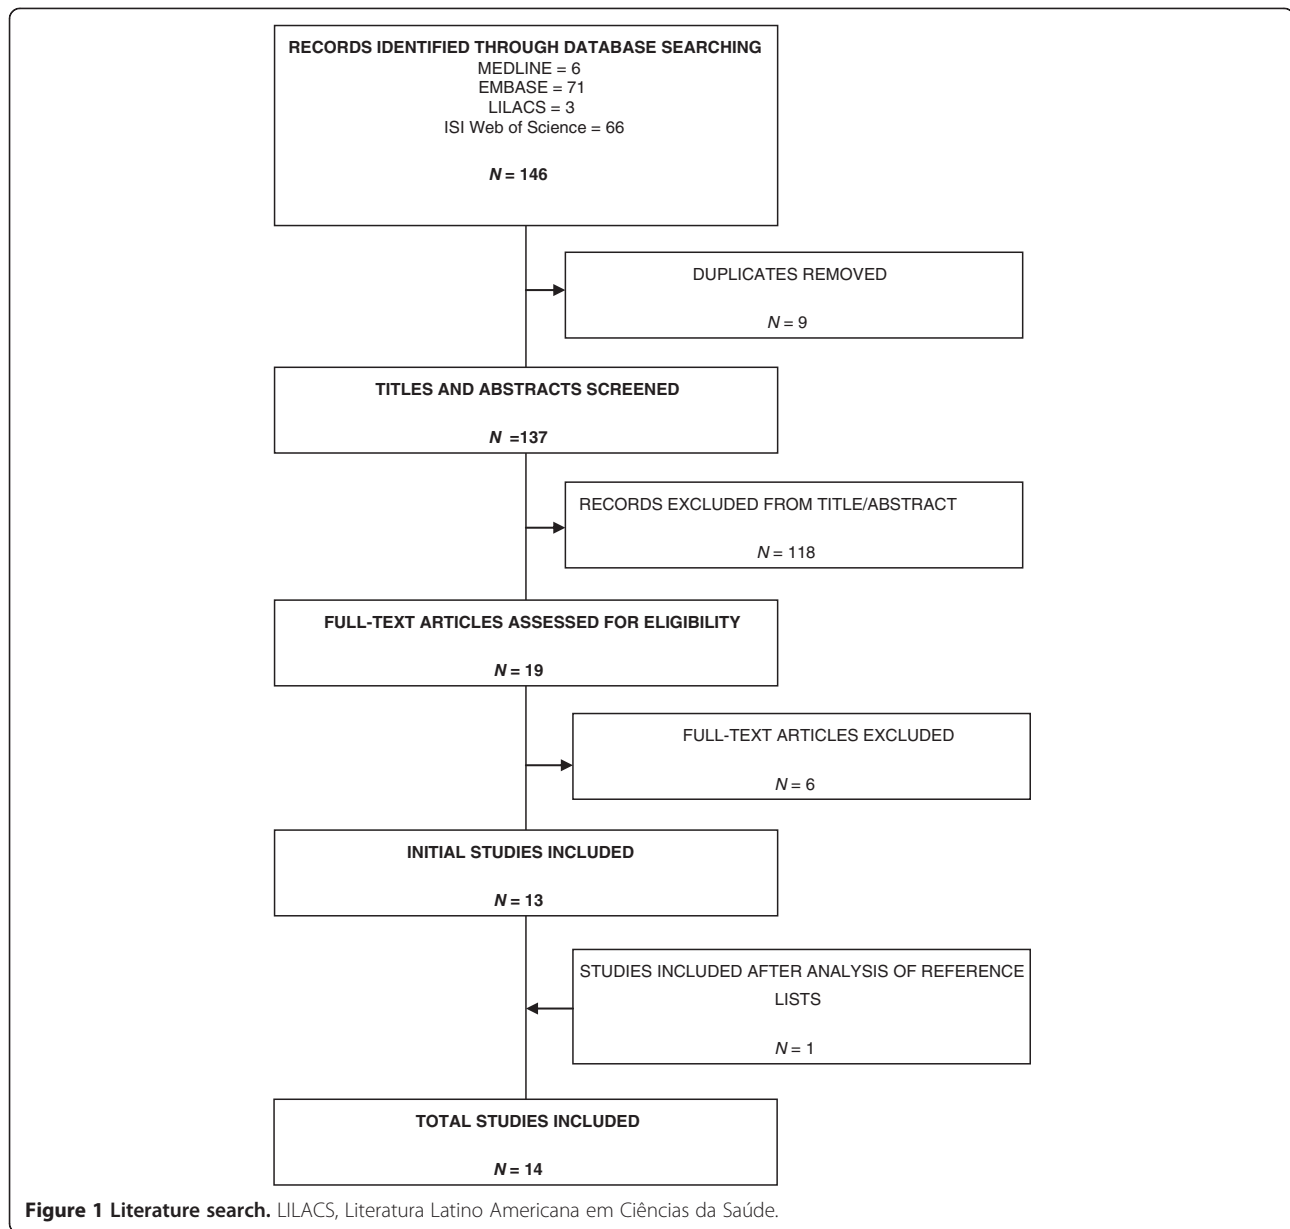 RECORDS IDENTIFIED THROUGH DATABASE SEARCHING
MEDLINE = 6
EMBASE = 71
LILACS = 3
ISI Web of Science = 66
N = 146
DUPLICATES REMOVED
N = 9
TITLES AND ABSTRACTS SCREENED
N =137
RECORDS EXCLUDED FROM TITLE/ABSTRACT
N = 118
FULL-TEXT ARTICLES ASSESSED FOR ELIGIBILITY
N = 19
FULL-TEXT ARTICLES EXCLUDED
N = 6
INITIAL STUDIES INCLUDED
N = 13
STUDIES INCLUDED AFTER ANALYSIS OF REFERENCE
LISTS
N = 1
TOTAL STUDIES INCLUDED
N = 14
Figure 1 Literature search. LILACS, Literatura Latino Americana em Ciências da Saúde.